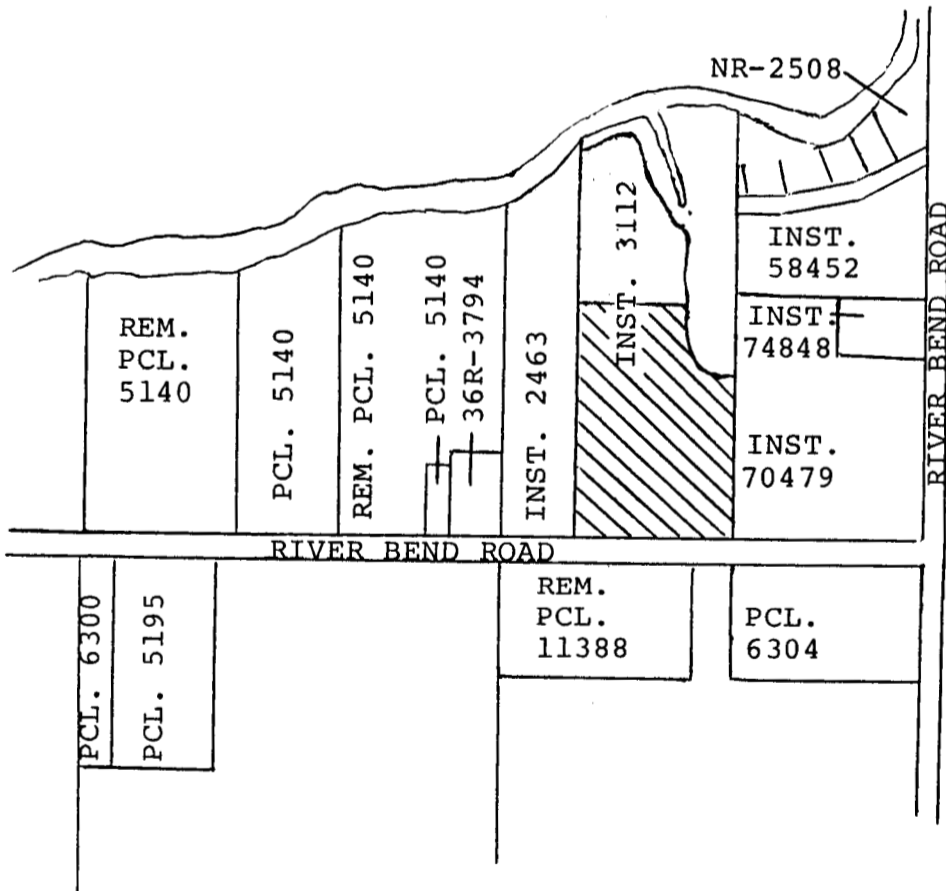 NR-2508
INST.
58452
INST.
74848
INST.
70479
RIVER BEND ROAD
REM.
PCL.
5140
PCL. 5140
REM. PCL. 5140
PCL. 5140
36R-3794
INST. 2463
INST. 3112
RIVER BEND ROAD
PCL. 6300
PCL. 5195
REM.
PCL.
11388
PCL.
6304